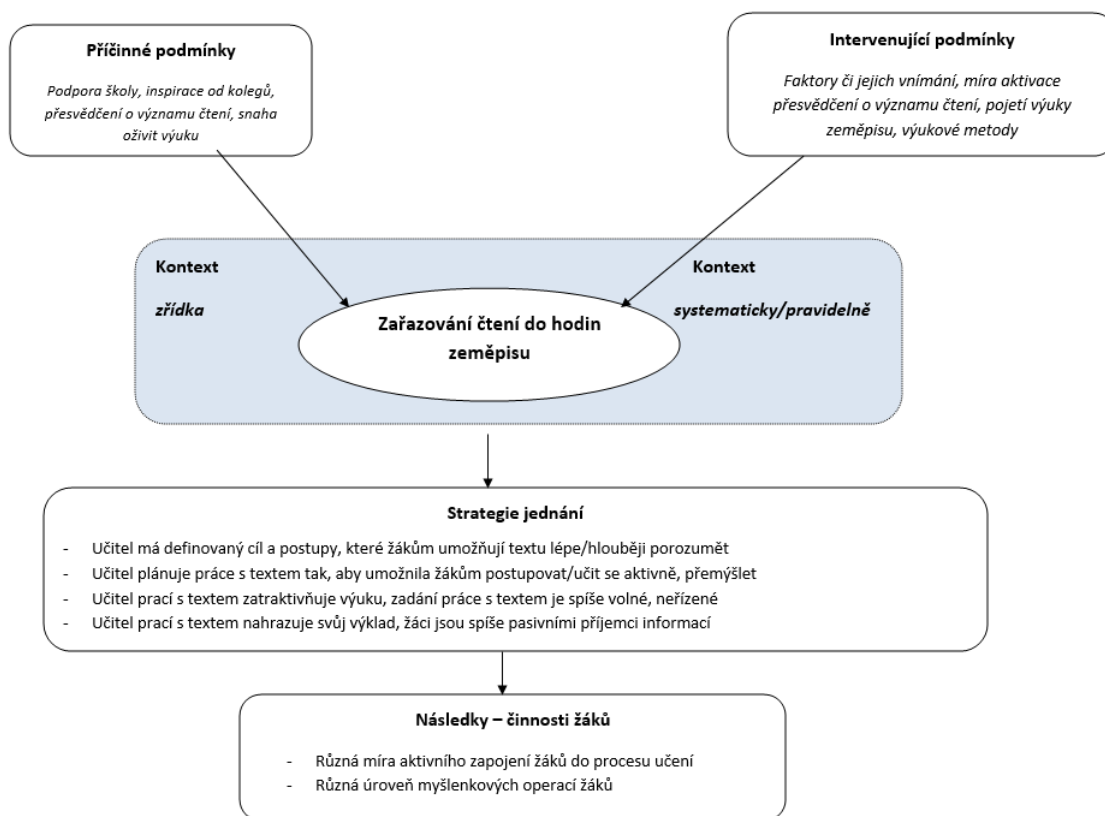 Příčinné podmínky
Podpora školy, inspirace od kolegů,
přesvědčení o významu čtení, snaha
oživit výuku
Intervenující podmínky
Faktory či jejich vnímání, míra aktivace
přesvědčení o významu čtení, pojetí výuky
zeměpisu, výukové metody
Kontext
zřídka
Kontext
systematicky/pravidelně
Zařazování čtení do hodin
zeměpisu
Strategie jednání
- Učitel má definovaný cíl a postupy, které žákům umožňují textu lépe/hlouběji porozumět
- Učitel plánuje práce s textem tak, aby umožnila žákům postupovat/učit se aktivně, přemýšlet
- Učitel prací s textem zatraktivňuje výuku, zadání práce s textem je spíše volné, neřízené
- Učitel prací s textem nahrazuje svůj výklad, žáci jsou spíše pasivními příjemci informací
Následky – činnosti žáků
- Různá míra aktivního zapojení žáků do procesu učení
- Různá úroveň myšlenkových operací žáků